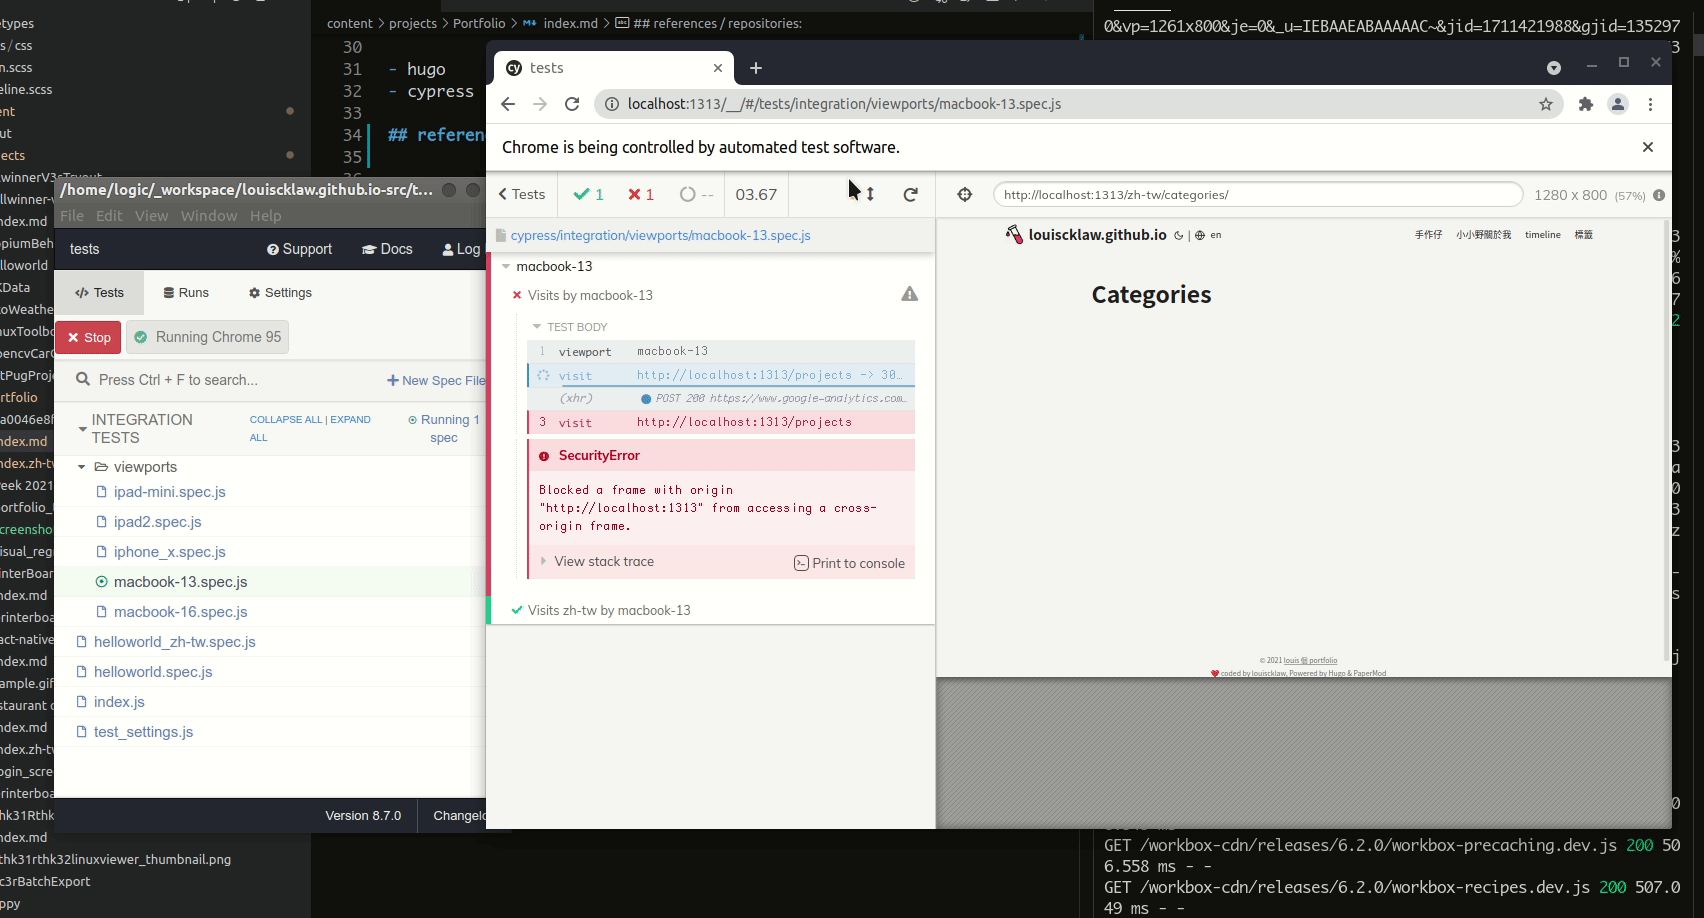 content > projects > Portfolio > index.md > ## references / repositories:
30
31 - hugo
32 - cypress
33
34 ## referen
35
types
s/css
n.scss
eline.scss
ent
ut
ects
llwinner-v
ndex.md
opiumBeh
lloworld
KData
oWeathe
nuxToolbo
pencvCarC
tPugProje
rtfolio
a0046e8f
ndex.md
ndex.zh-tv
eek 2021
ortfolio_
creensho
isual_regr
interBoar
ndex.md
rinterboa
act-native
ndex.md
ample.gif
staurant c
ndex.md
ndex.zh-tv
ogin_scre
rinterboa
hk31Rthk
ndex.md
thk31rthk32linuxviewer_thumbnail.png
c3rBatchExport
ppy
/home/logic/_workspace/louiscklaw.github.io-src/t...
File Edit View Window Help
tests Support Docs Log
Tests Runs Settings
Stop Running Chrome 95
Press Ctrl + F to search... New Spec File
INTEGRATION TESTS
COLLAPSE ALL | EXPAND ALL
Running 1 spec
viewports
ipad-mini.spec.js
ipad2.spec.js
iphone_x.spec.js
macbook-13.spec.js
macbook-16.spec.js
helloworld_zh-tw.spec.js
helloworld.spec.js
index.js
test_settings.js
Version 8.7.0 Changelo
cy tests
localhost:1313/__/#/tests/integration/viewports/macbook-13.spec.js
Chrome is being controlled by automated test software.
Tests 1 1 -- 03.67
http://localhost:1313/zh-tw/categories/ 1280 x 800 (57%)
cypress/integration/viewports/macbook-13.spec.js
macbook-13
Visits by macbook-13
TEST BODY
1 viewport macbook-13
visit http://localhost:1313/projects -> 30…
(xhr) POST 200 https://www.google-analytics.com…
3 visit http://localhost:1313/projects
SecurityError
Blocked a frame with origin
"http://localhost:1313" from accessing a cross-
origin frame.
View stack trace Print to console
Visits zh-tw by macbook-13
louiscklaw.github.io | en
手作仔 小小野關於我 timeline 標籤
Categories
© 2021 louis 個 portfolio
coded by louiscklaw, Powered by Hugo & PaperMod
0&vp=1261x800&je=0&_u=IEBAAEABAAAAAC~&jid=1711421988&gjid=135297
GET /workbox-cdn/releases/6.2.0/workbox-precaching.dev.js 200 50
6.558 ms - -
GET /workbox-cdn/releases/6.2.0/workbox-recipes.dev.js 200 507.0
49 ms - -